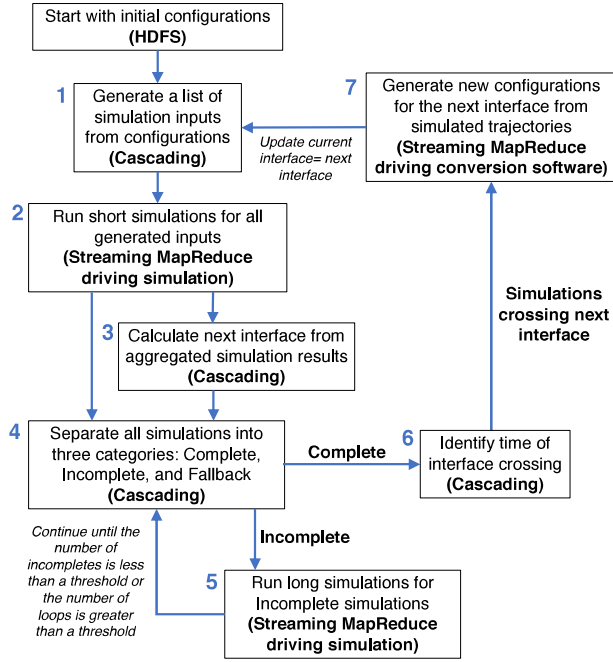 Start with initial configurations
(HDFS)
1
Generate a list of
simulation inputs
from configurations
(Cascading)
Update current
interface= next
interface
7
Generate new configurations
for the next interface from
simulated trajectories
(Streaming MapReduce
driving conversion software)
2
Run short simulations for all
generated inputs
(Streaming MapReduce
driving simulation)
Simulations
crossing next
interface
3
Calculate next interface from
aggregated simulation results
(Cascading)
4
Separate all simulations into
three categories: Complete,
Incomplete, and Fallback
(Cascading)
Complete
6
Identify time of
interface crossing
(Cascading)
Incomplete
Continue until the
number of
incompletes is less
than a threshold or
the number of
loops is greater
than a threshold
5
Run long simulations for
Incomplete simulations
(Streaming MapReduce
driving simulation)